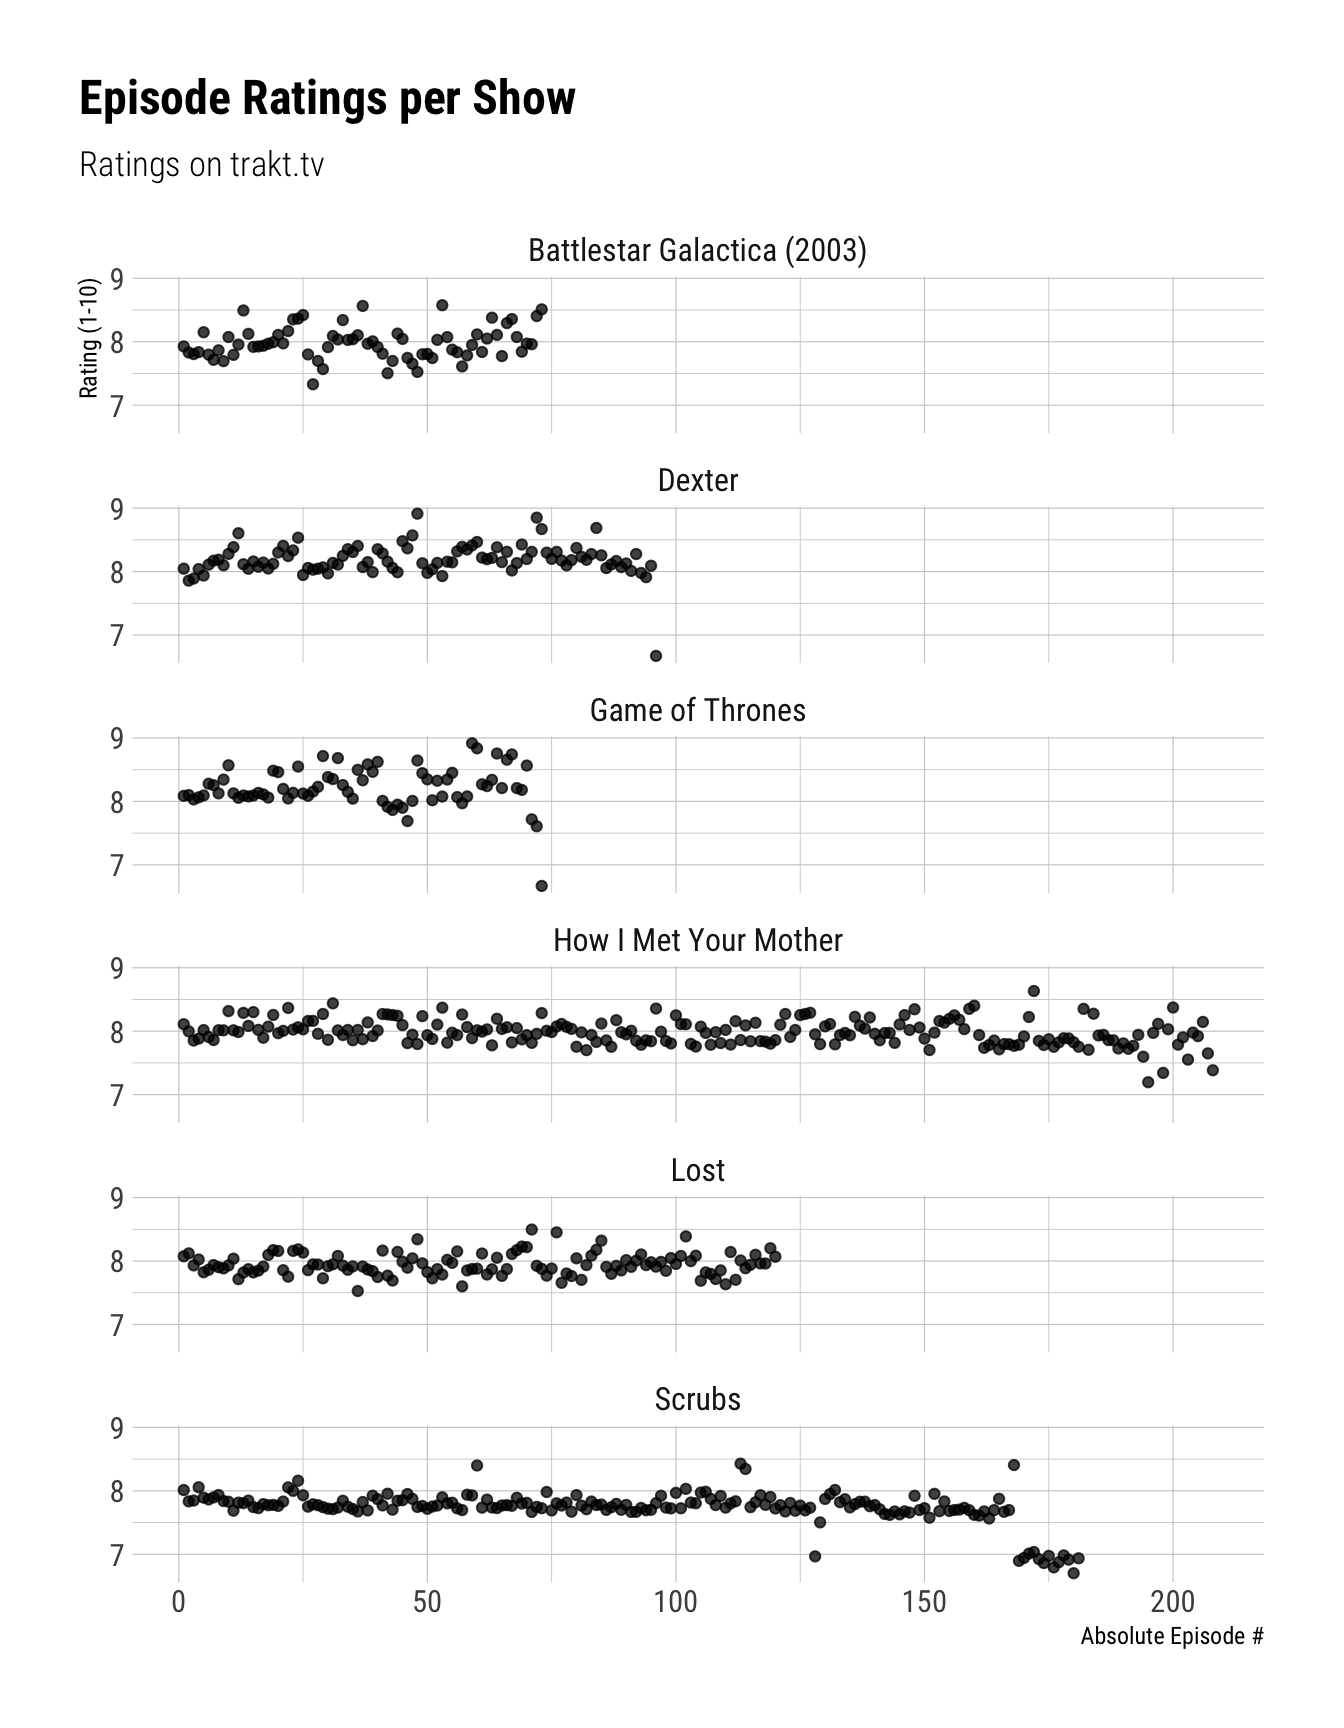 Episode Ratings per Show
Ratings on trakt.tv
Battlestar Galactica (2003)
Rating (1-10)
9
8
7
Dexter
9
8
7
Game of Thrones
9
8
7
How I Met Your Mother
9
8
7
Lost
9
8
7
Scrubs
9
8
7
0 50 100 150 200
Absolute Episode #